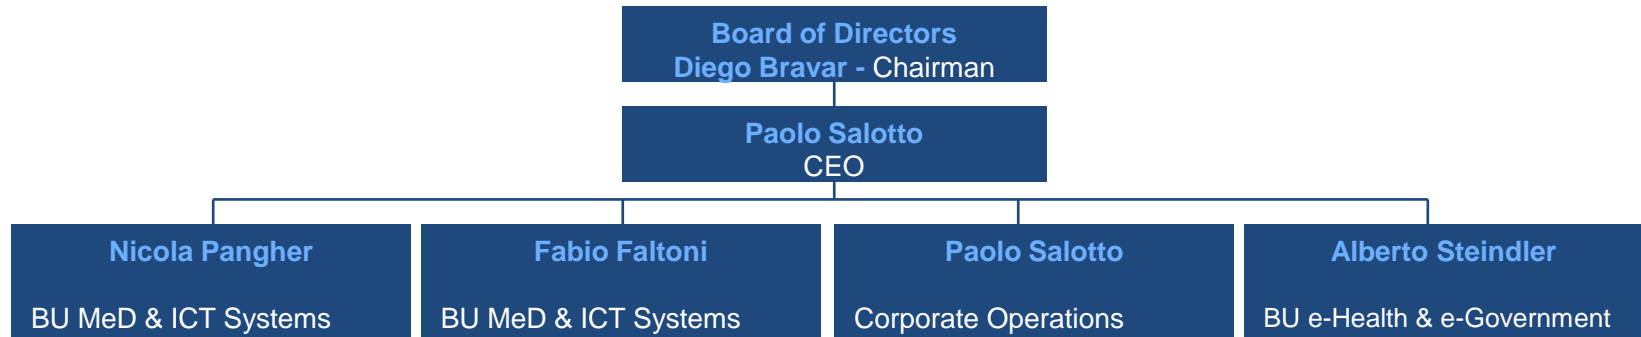 Board of Directors
Diego Bravar - Chairman
Paolo Salotto
CEO
Nicola Pangher
BU MeD & ICT Systems
Fabio Faltoni
BU MeD & ICT Systems
Paolo Salotto
Corporate Operations
Alberto Steindler
BU e-Health & e-Government